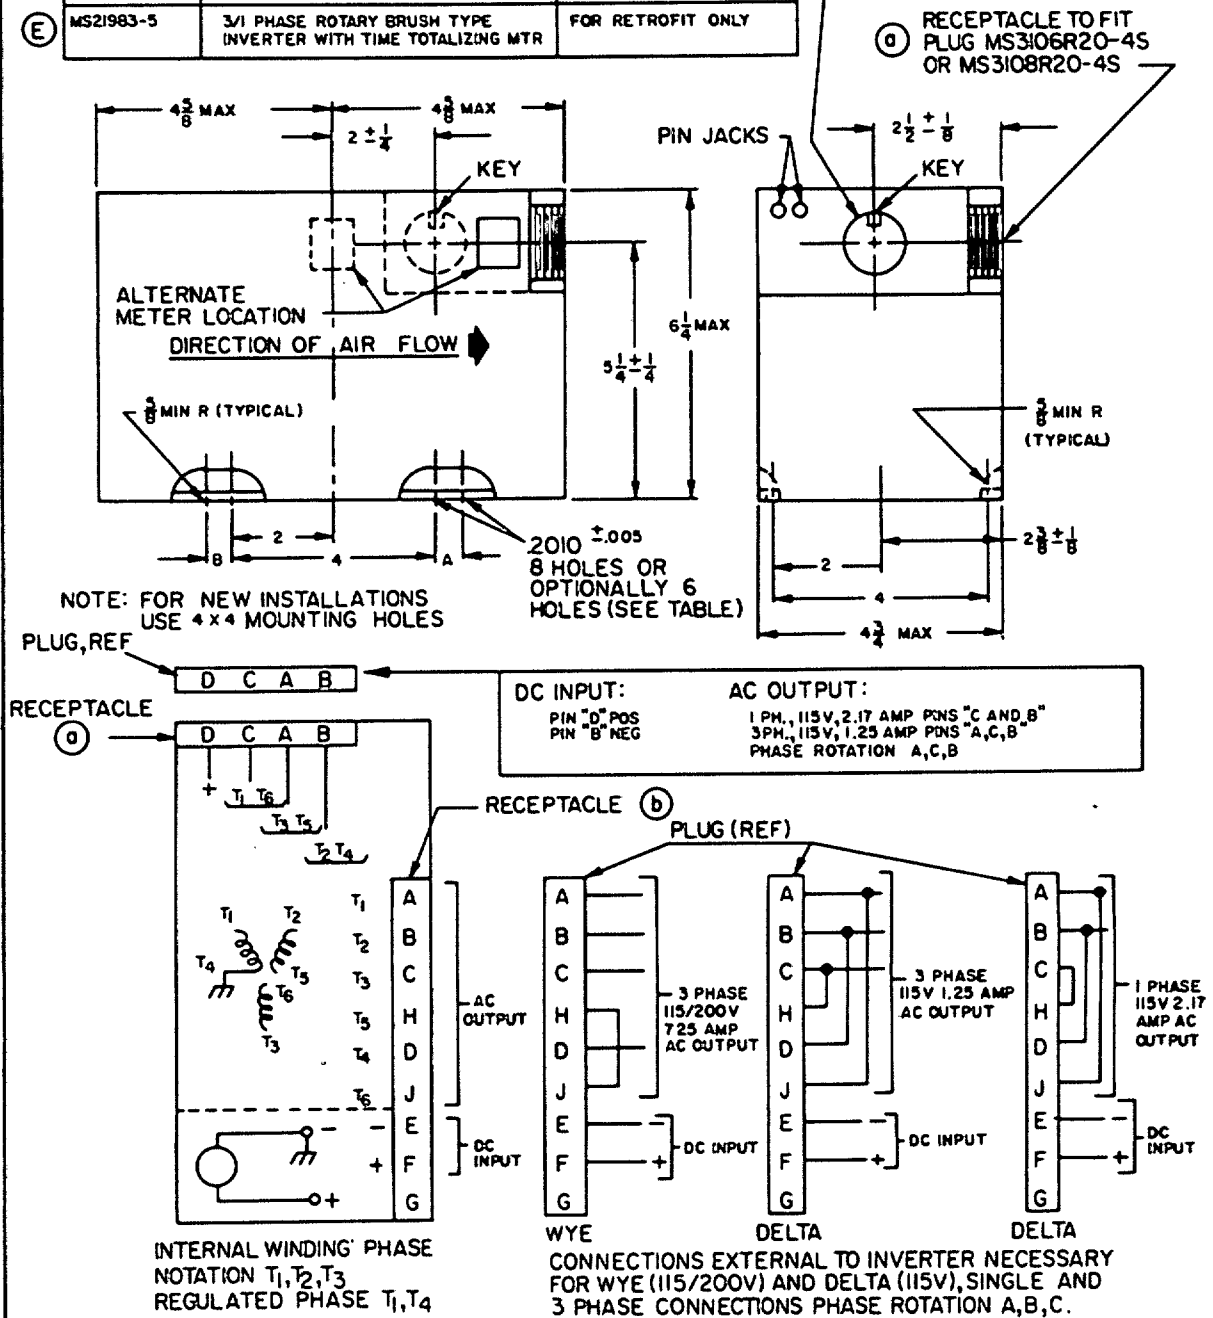 E
MS21983-5
3/1 PHASE ROTARY BRUSH TYPE
INVERTER WITH TIME TOTALIZING MTR
FOR RETROFIT ONLY
a
RECEPTACLE TO FIT
PLUG MS3106R20-4S
OR MS3108R20-4S
4 5/8 MAX
4 5/8 MAX
2 ± 1/4
KEY
PIN JACKS
2 1/2 ± 1/8
KEY
ALTERNATE
METER LOCATION
DIRECTION OF AIR FLOW
6 1/4 MAX
5 1/4 ± 1/4
5/8 MIN R (TYPICAL)
5/8 MIN R
(TYPICAL)
2
B
4
A
.2010 ±.005
8 HOLES OR
OPTIONALLY 6
HOLES (SEE TABLE)
2 3/8 ± 1/8
2
4
4 3/4 MAX
NOTE: FOR NEW INSTALLATIONS
USE 4X4 MOUNTING HOLES
PLUG,REF
D C A B
DC INPUT:
PIN "D" POS
PIN "B" NEG
AC OUTPUT:
1 PH., 115V, 2.17 AMP PINS "C AND B"
3PH., 115V, 1.25 AMP PINS "A,C,B"
PHASE ROTATION A,C,B
RECEPTACLE
a
D C A B
+
T1 T6
T3 T5
T2 T4
RECEPTACLE b
PLUG (REF)
T1 A
T2 B
T3 C
T5 H
T4 D
T6 J
- E
+ F
G
AC
OUTPUT
DC
INPUT
T1
T2
T4
T5
T6
T3
-
+
A
B
C
H
D
J
E -
F +
G
3 PHASE
115/200V
.725 AMP
AC OUTPUT
DC INPUT
WYE
A
B
C
H
D
J
E -
F +
G
3 PHASE
115V 1.25 AMP
AC OUTPUT
DC INPUT
DELTA
A
B
C
H
D
J
E -
F +
G
1 PHASE
115V 2.17
AMP AC
OUTPUT
DC
INPUT
DELTA
INTERNAL WINDING PHASE
NOTATION T1,T2,T3
REGULATED PHASE T1,T4
CONNECTIONS EXTERNAL TO INVERTER NECESSARY
FOR WYE (115/200V) AND DELTA (115V), SINGLE AND
3 PHASE CONNECTIONS PHASE ROTATION A,B,C.